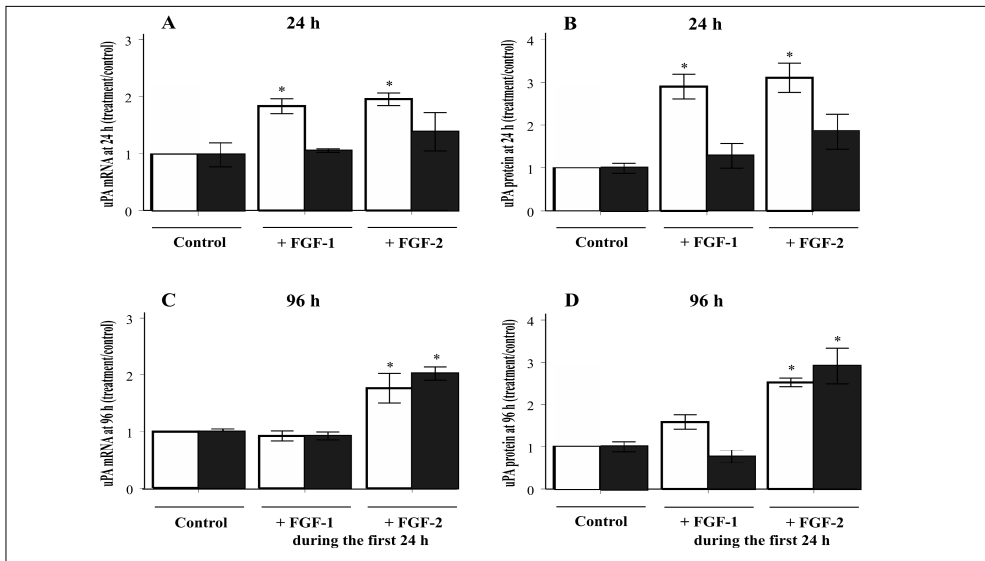 A
24 h
uPA mRNA at 24 h (treatment/control)
3
2
1
0
*
*
Control
+ FGF-1
+ FGF-2
B
24 h
uPA protein at 24 h (treatment/control)
4
3
2
1
0
*
*
Control
+ FGF-1
+ FGF-2
C
96 h
uPA mRNA at 96 h (treatment/control)
3
2
1
0
*
*
Control
+ FGF-1
+ FGF-2
during the first 24 h
D
96 h
uPA protein at 96 h (treatment/control)
4
3
2
1
0
*
*
Control
+ FGF-1
+ FGF-2
during the first 24 h